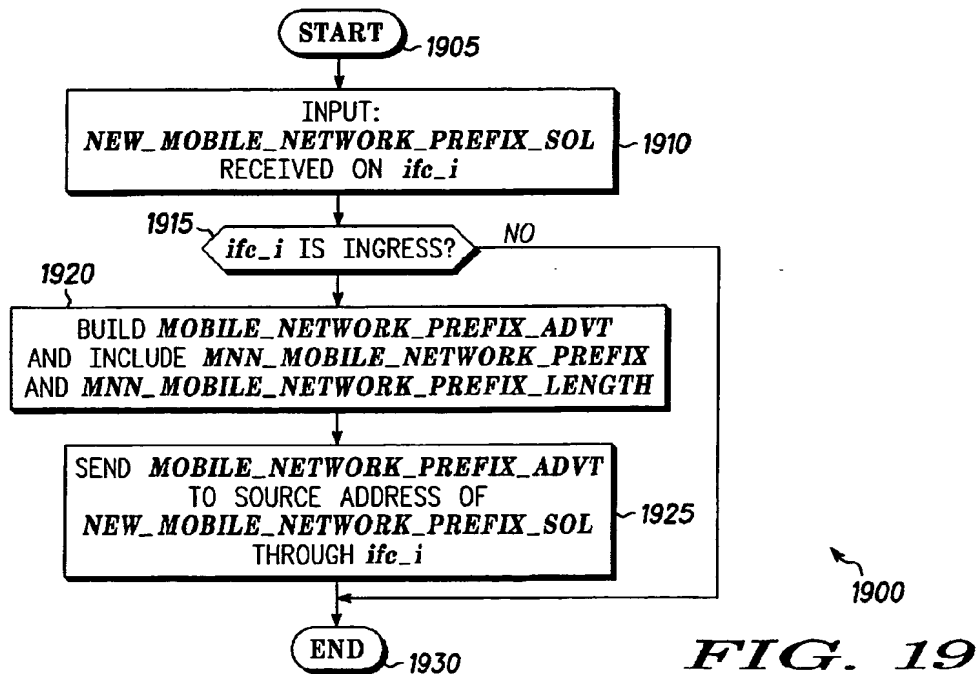 START
1905
INPUT:
NEW_MOBILE_NETWORK_PREFIX_SOL
RECEIVED ON ifc_i
1910
1915
ifc_i IS INGRESS?
NO
1920
BUILD MOBILE_NETWORK_PREFIX_ADVT
AND INCLUDE MNN_MOBILE_NETWORK_PREFIX
AND MNN_MOBILE_NETWORK_PREFIX_LENGTH
SEND MOBILE_NETWORK_PREFIX_ADVT
TO SOURCE ADDRESS OF
NEW_MOBILE_NETWORK_PREFIX_SOL
THROUGH ifc_i
1925
1900
END
1930
FIG. 19